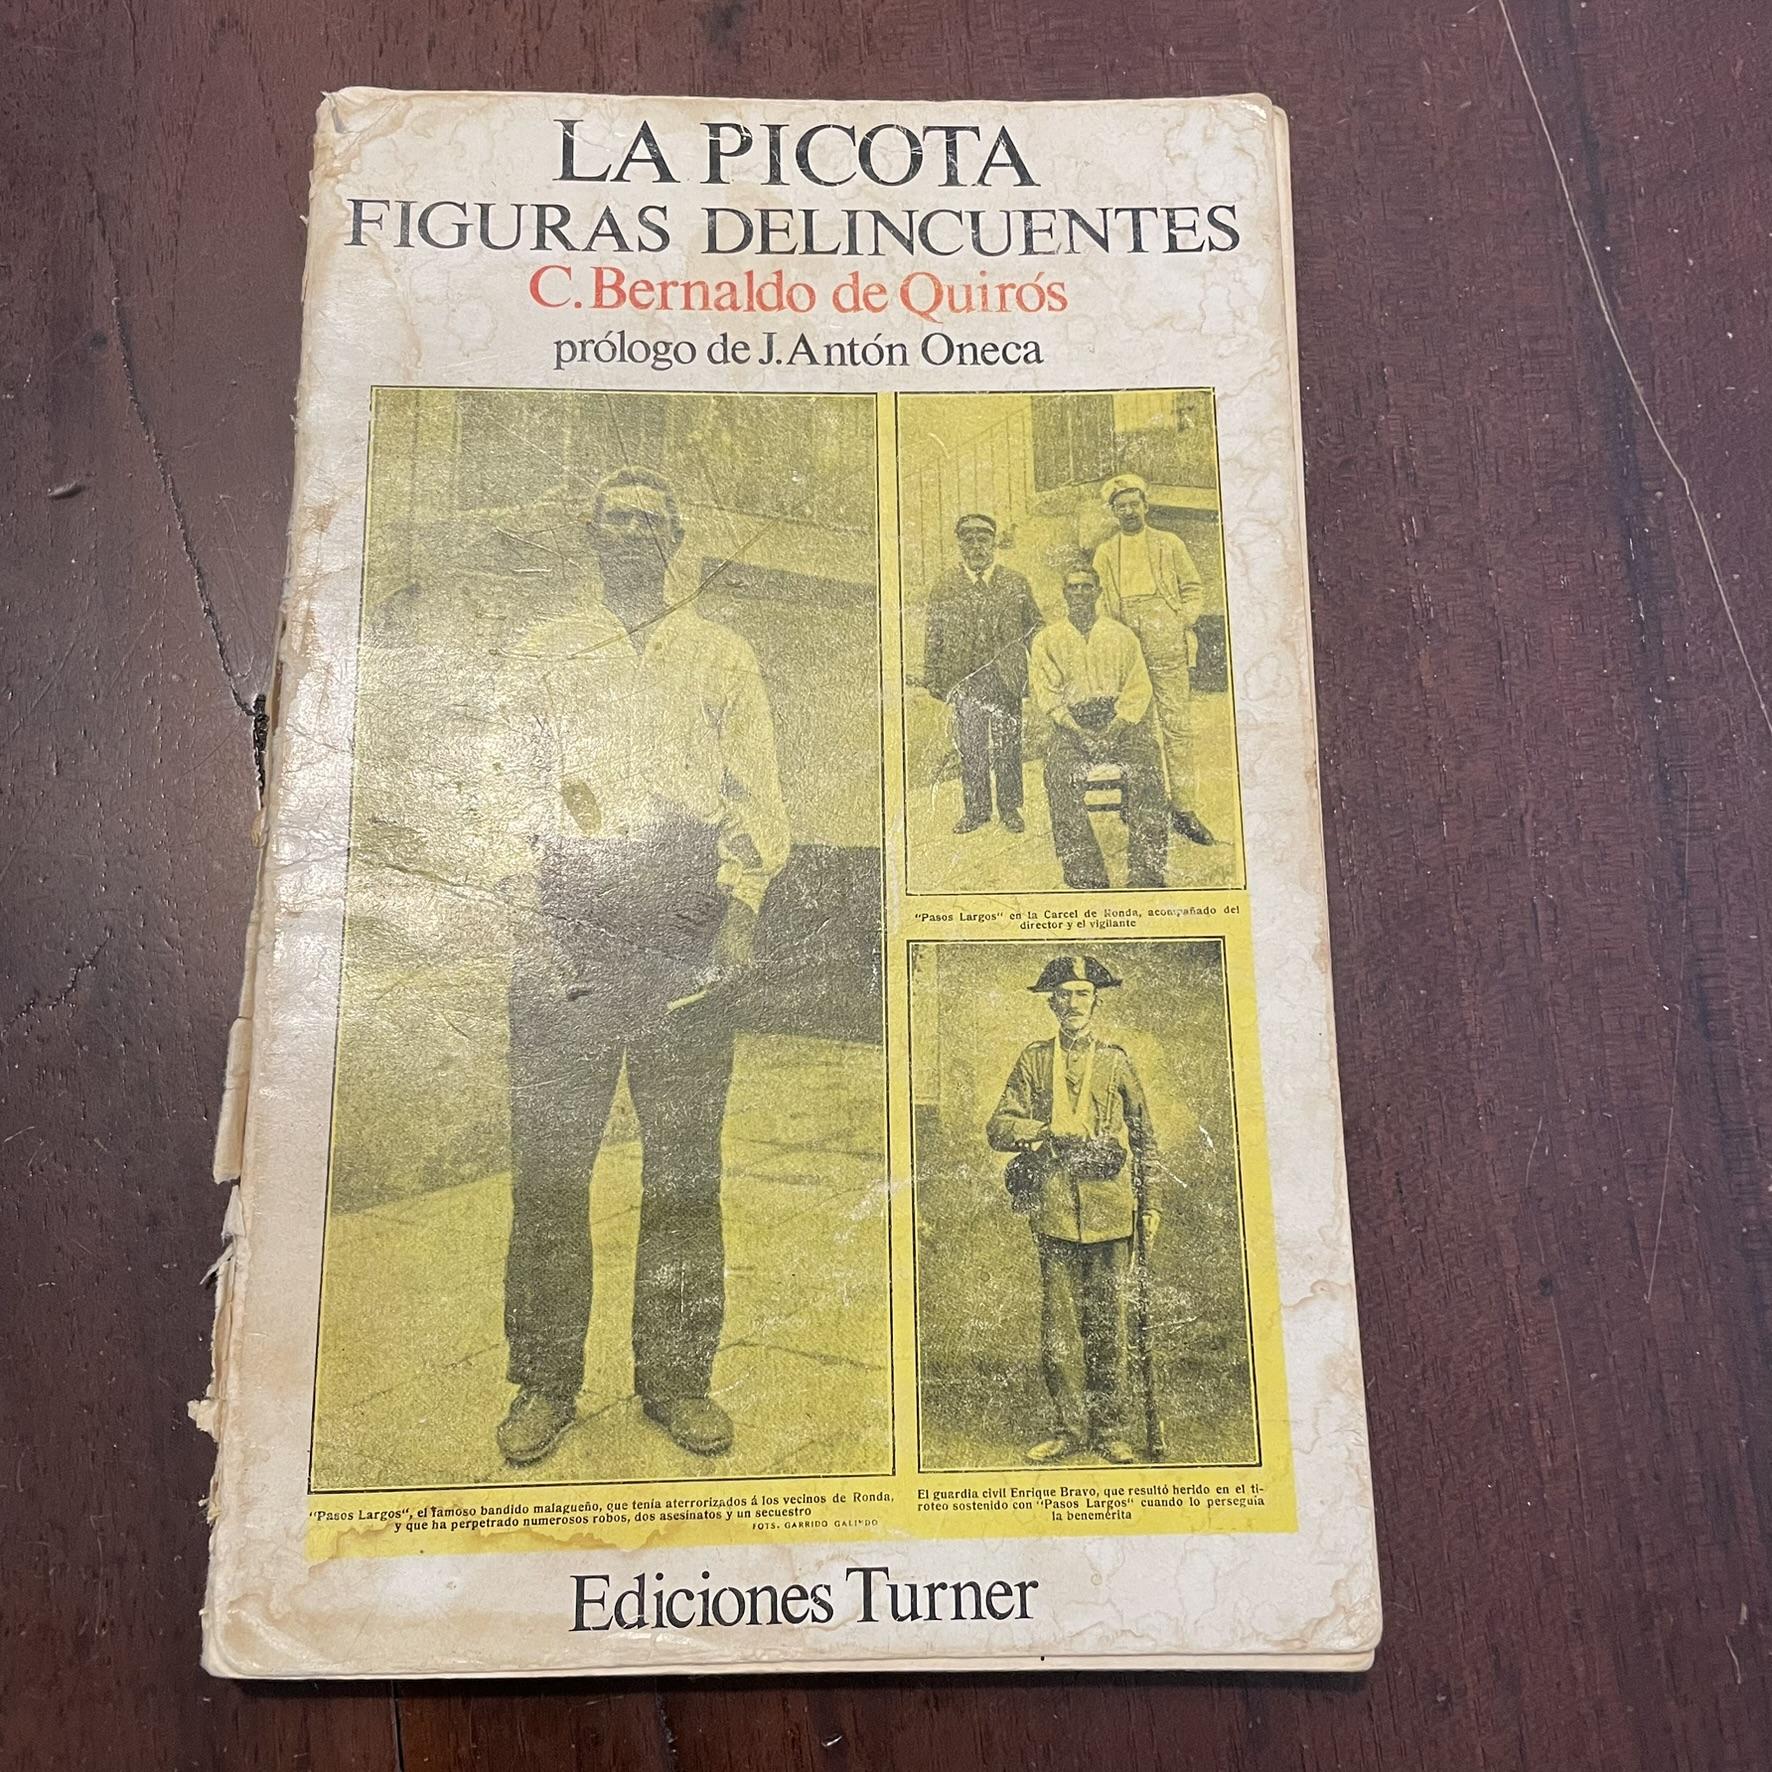 LA PICOTA
FIGURAS DELINCUENTES
C. Bernaldo de Quirós
prólogo de J. Antón Oneca
"Pasos Largos" en la Carcel de Ronda, acompañado del
director y el vigilante
"Pasos Largos", el famoso bandido malagueño, que tenía aterrorizados á los vecinos de Ronda,
y que ha perpetrado numerosos robos, dos asesinatos y un secuestro
FOTS. GARRIDO GALINDO
El guardia civil Enrique Bravo, que resultó herido en el ti-
roteo sostenido con "Pasos Largos" cuando lo perseguía
la benemérita
Ediciones Turner